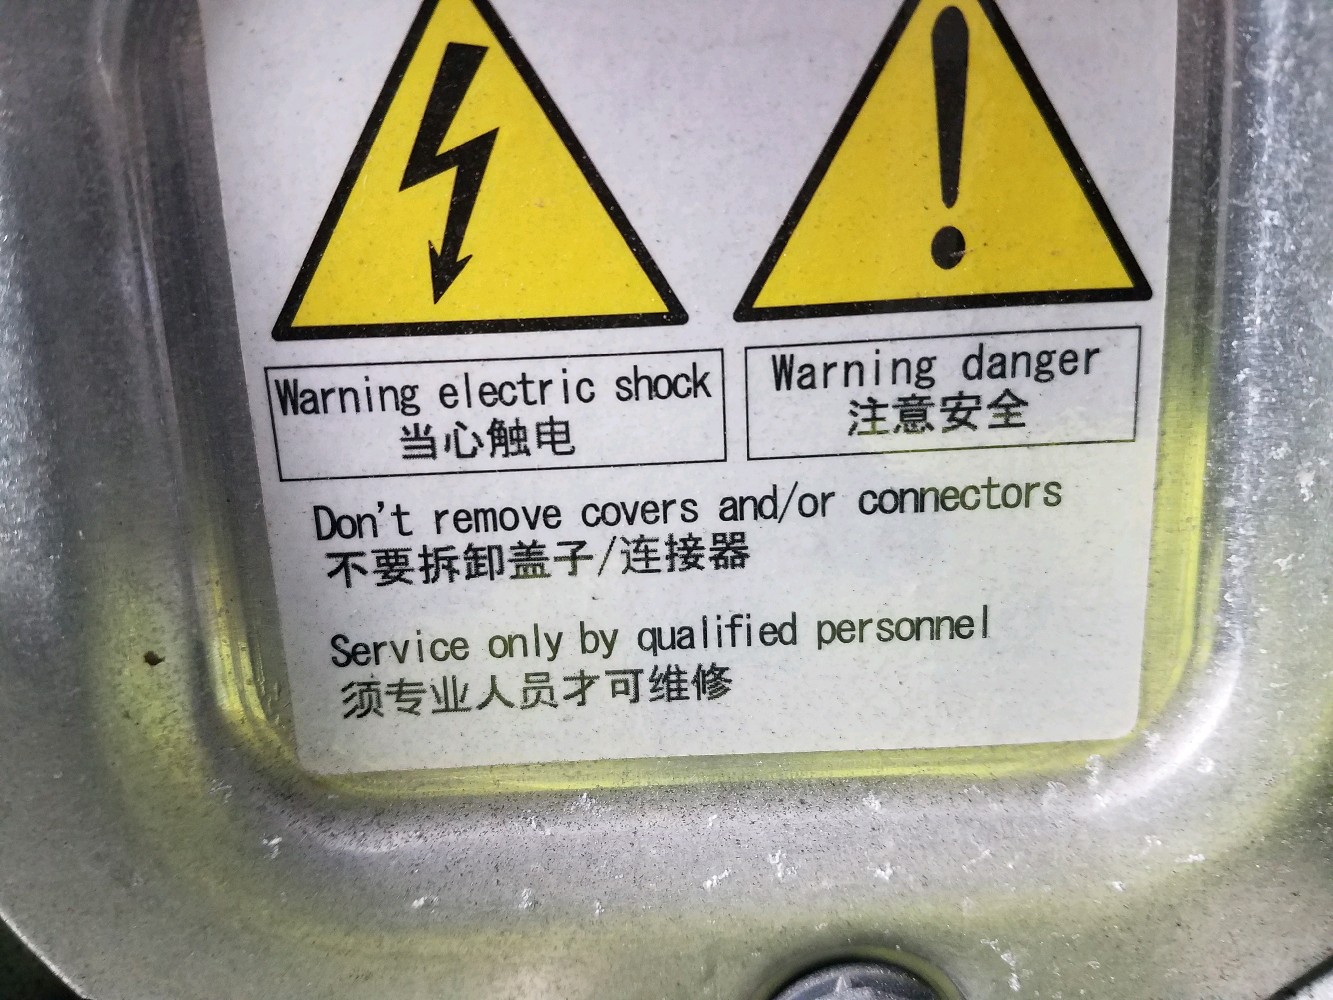 Warning electric shock
当心触电
Warning danger
注意安全
Don't remove covers and/or connectors
不要拆卸盖子/连接器
Service only by qualified personnel
须专业人员才可维修